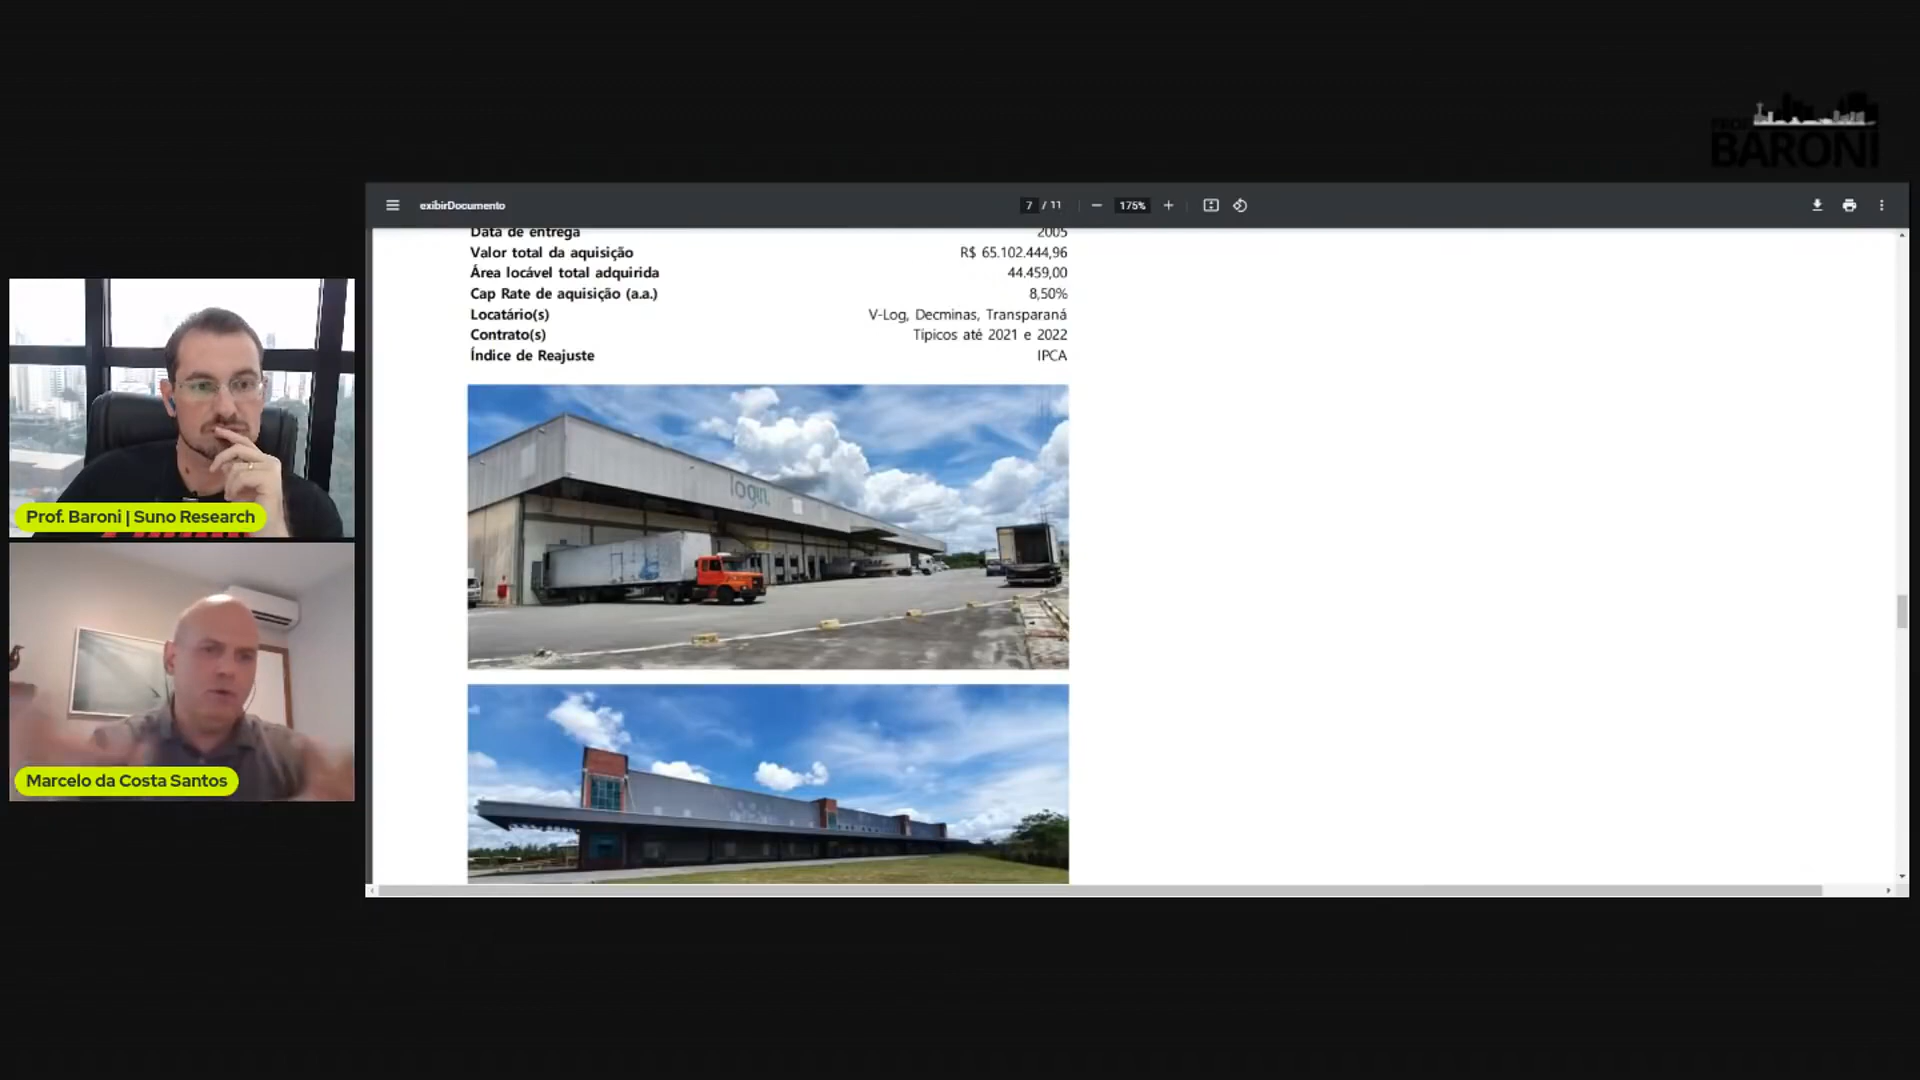 BARONI
exibirDocumento
7 / 11
175%
Data de entrega 2005
Valor total da aquisição R$ 65.102.444,96
Área locável total adquirida 44.459,00
Cap Rate de aquisição (a.a.) 8,50%
Locatário(s) V-Log, Decminas, Transparaná
Contrato(s) Típicos até 2021 e 2022
Índice de Reajuste IPCA
login.
Prof. Baroni | Suno Research
Marcelo da Costa Santos